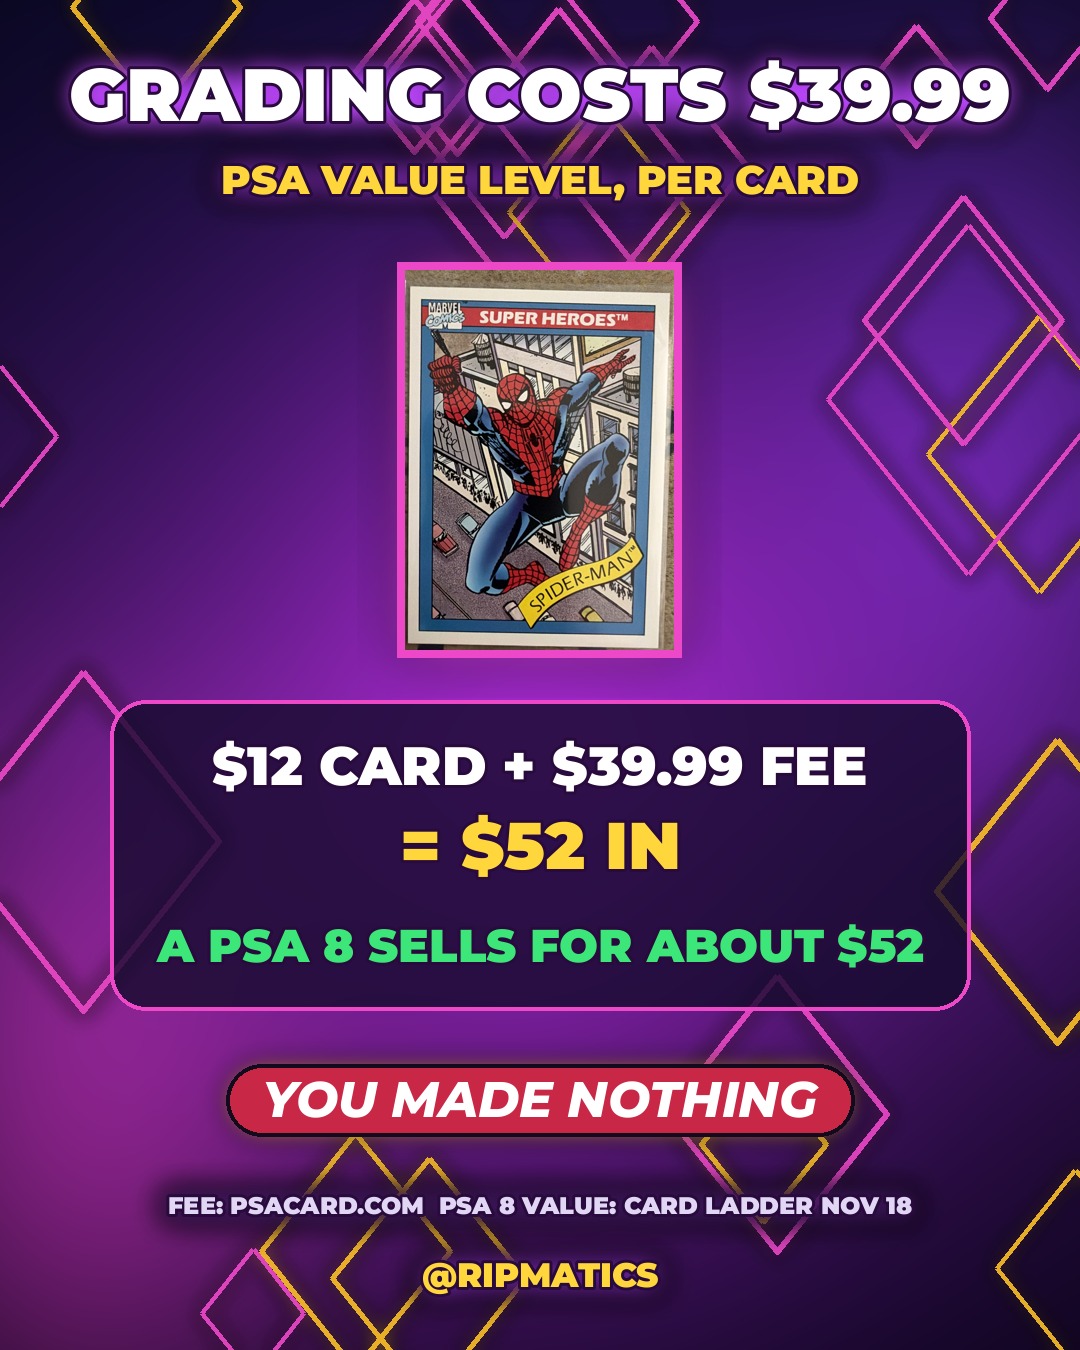 GRADING COSTS $39.99
PSA VALUE LEVEL, PER CARD
MARVEL
COMICS
SUPER HEROES™
SPIDER-MAN™
$12 CARD + $39.99 FEE
= $52 IN
A PSA 8 SELLS FOR ABOUT $52
YOU MADE NOTHING
FEE: PSACARD.COM PSA 8 VALUE: CARD LADDER NOV 18
@RIPMATICS